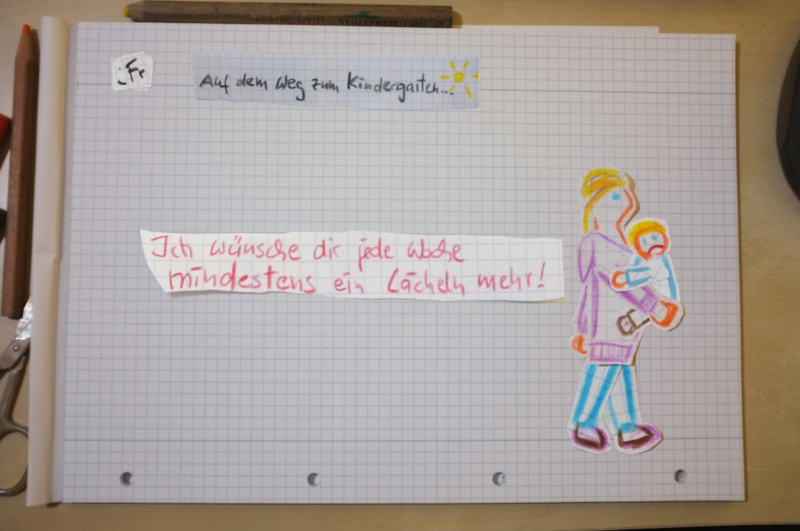 :Fr
Auf dem Weg zum Kindergarten...
Ich wünsche dir jede Woche
mindestens ein Lächeln mehr!